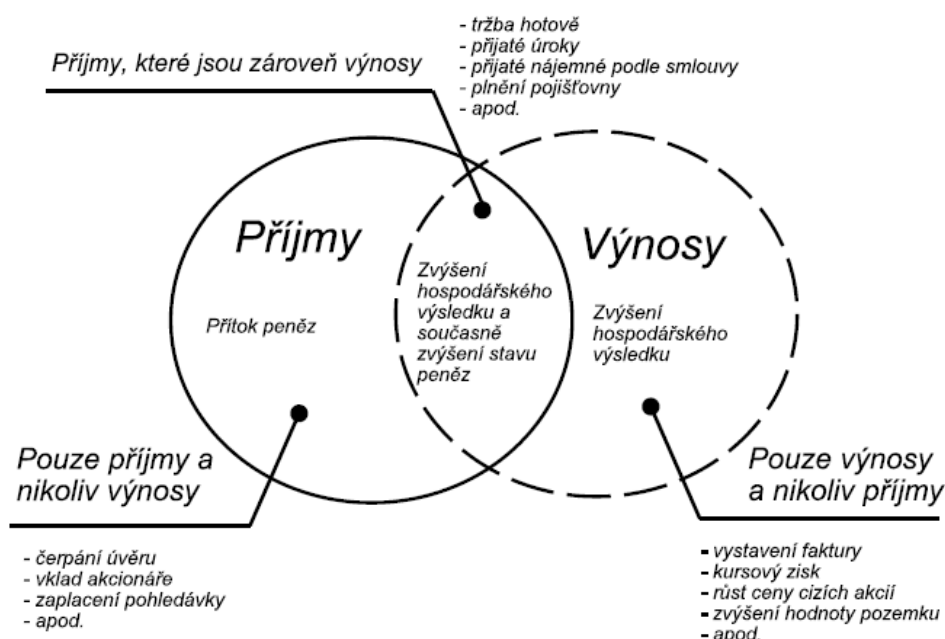 - tržba hotově
- přijaté úroky
- přijaté nájemné podle smlouvy
- plnění pojišťovny
- apod.
Příjmy, které jsou zároveň výnosy
Příjmy
Přítok peněz
Zvýšení
hospodářského
výsledku a
současně
zvýšení stavu
peněz
Výnosy
Zvýšení
hospodářského
výsledku
Pouze příjmy a
nikoliv výnosy
- čerpání úvěru
- vklad akcionáře
- zaplacení pohledávky
- apod.
Pouze výnosy
a nikoliv příjmy
- vystavení faktury
- kursový zisk
- růst ceny cizích akcií
- zvýšení hodnoty pozemku
- apod.